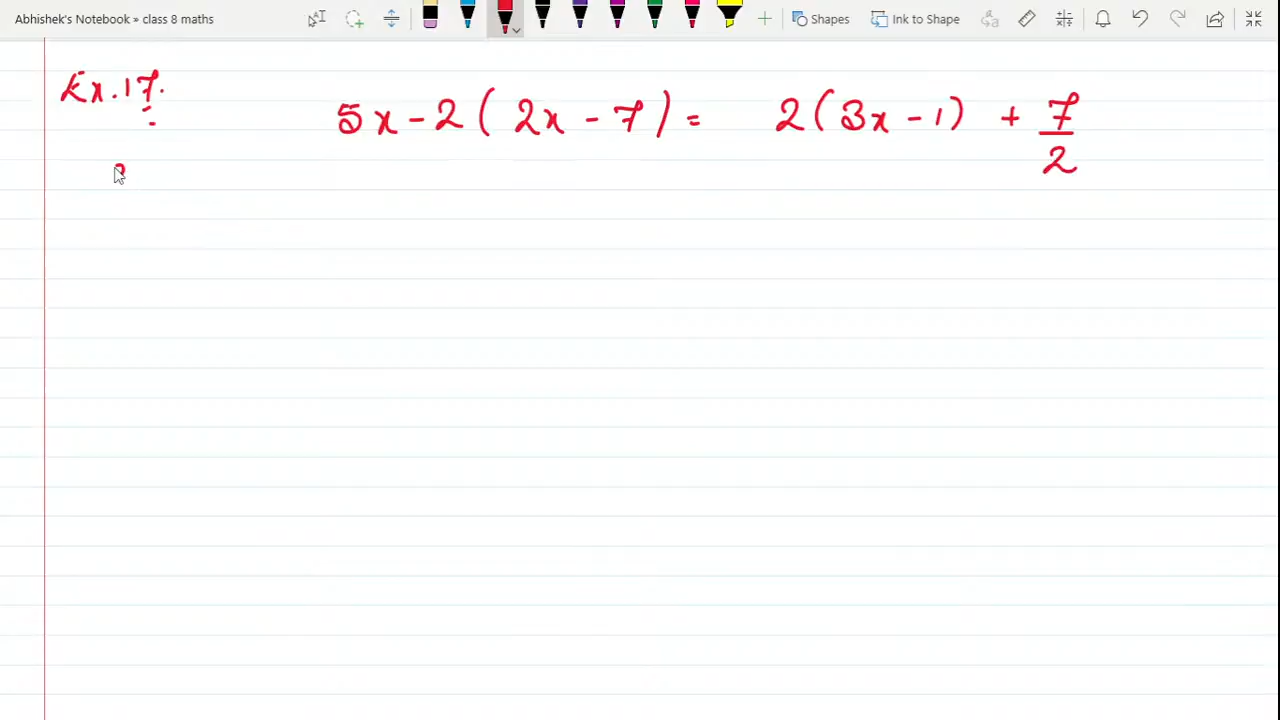 Abhishek's Notebook » class 8 maths
Shapes
Ink to Shape
Ex.17.
5x - 2 ( 2x - 7 ) = 2 ( 3x - 1 ) + 7/2